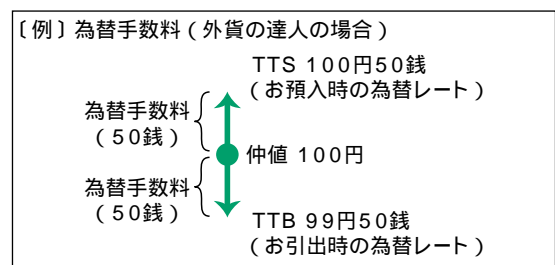 〔例〕為替手数料(外貨の達人の場合)
TTS 100円50銭
(お預入時の為替レート)
為替手数料
(50銭)
仲値 100円
為替手数料
(50銭)
TTB 99円50銭
(お引出時の為替レート)